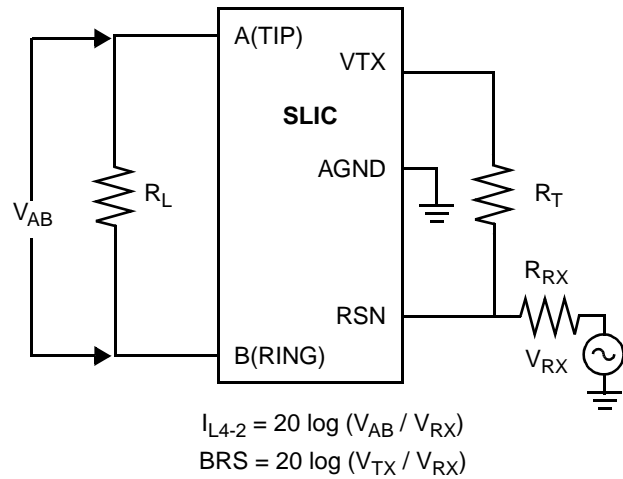 A(TIP)
VTX
SLIC
AGND
R_L
V_AB
R_T
R_RX
RSN
V_RX
B(RING)
I_L4-2 = 20 log (V_AB / V_RX)
BRS = 20 log (V_TX / V_RX)